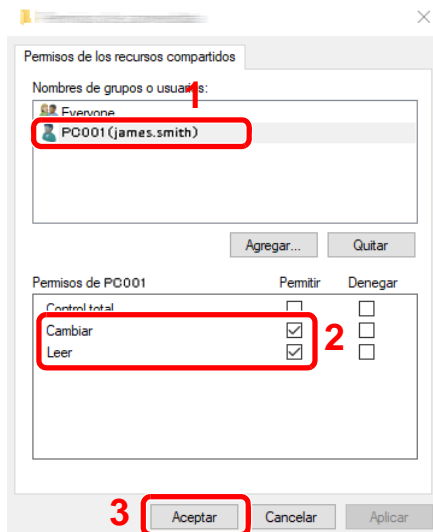 Permisos de los recursos compartidos
Nombres de grupos o usuarios:
1
Everyone
PC001(james.smith)
Agregar... Quitar
Permisos de PC001 Permitir Denegar
Control total
Cambiar
Leer
2
3
Aceptar Cancelar Aplicar